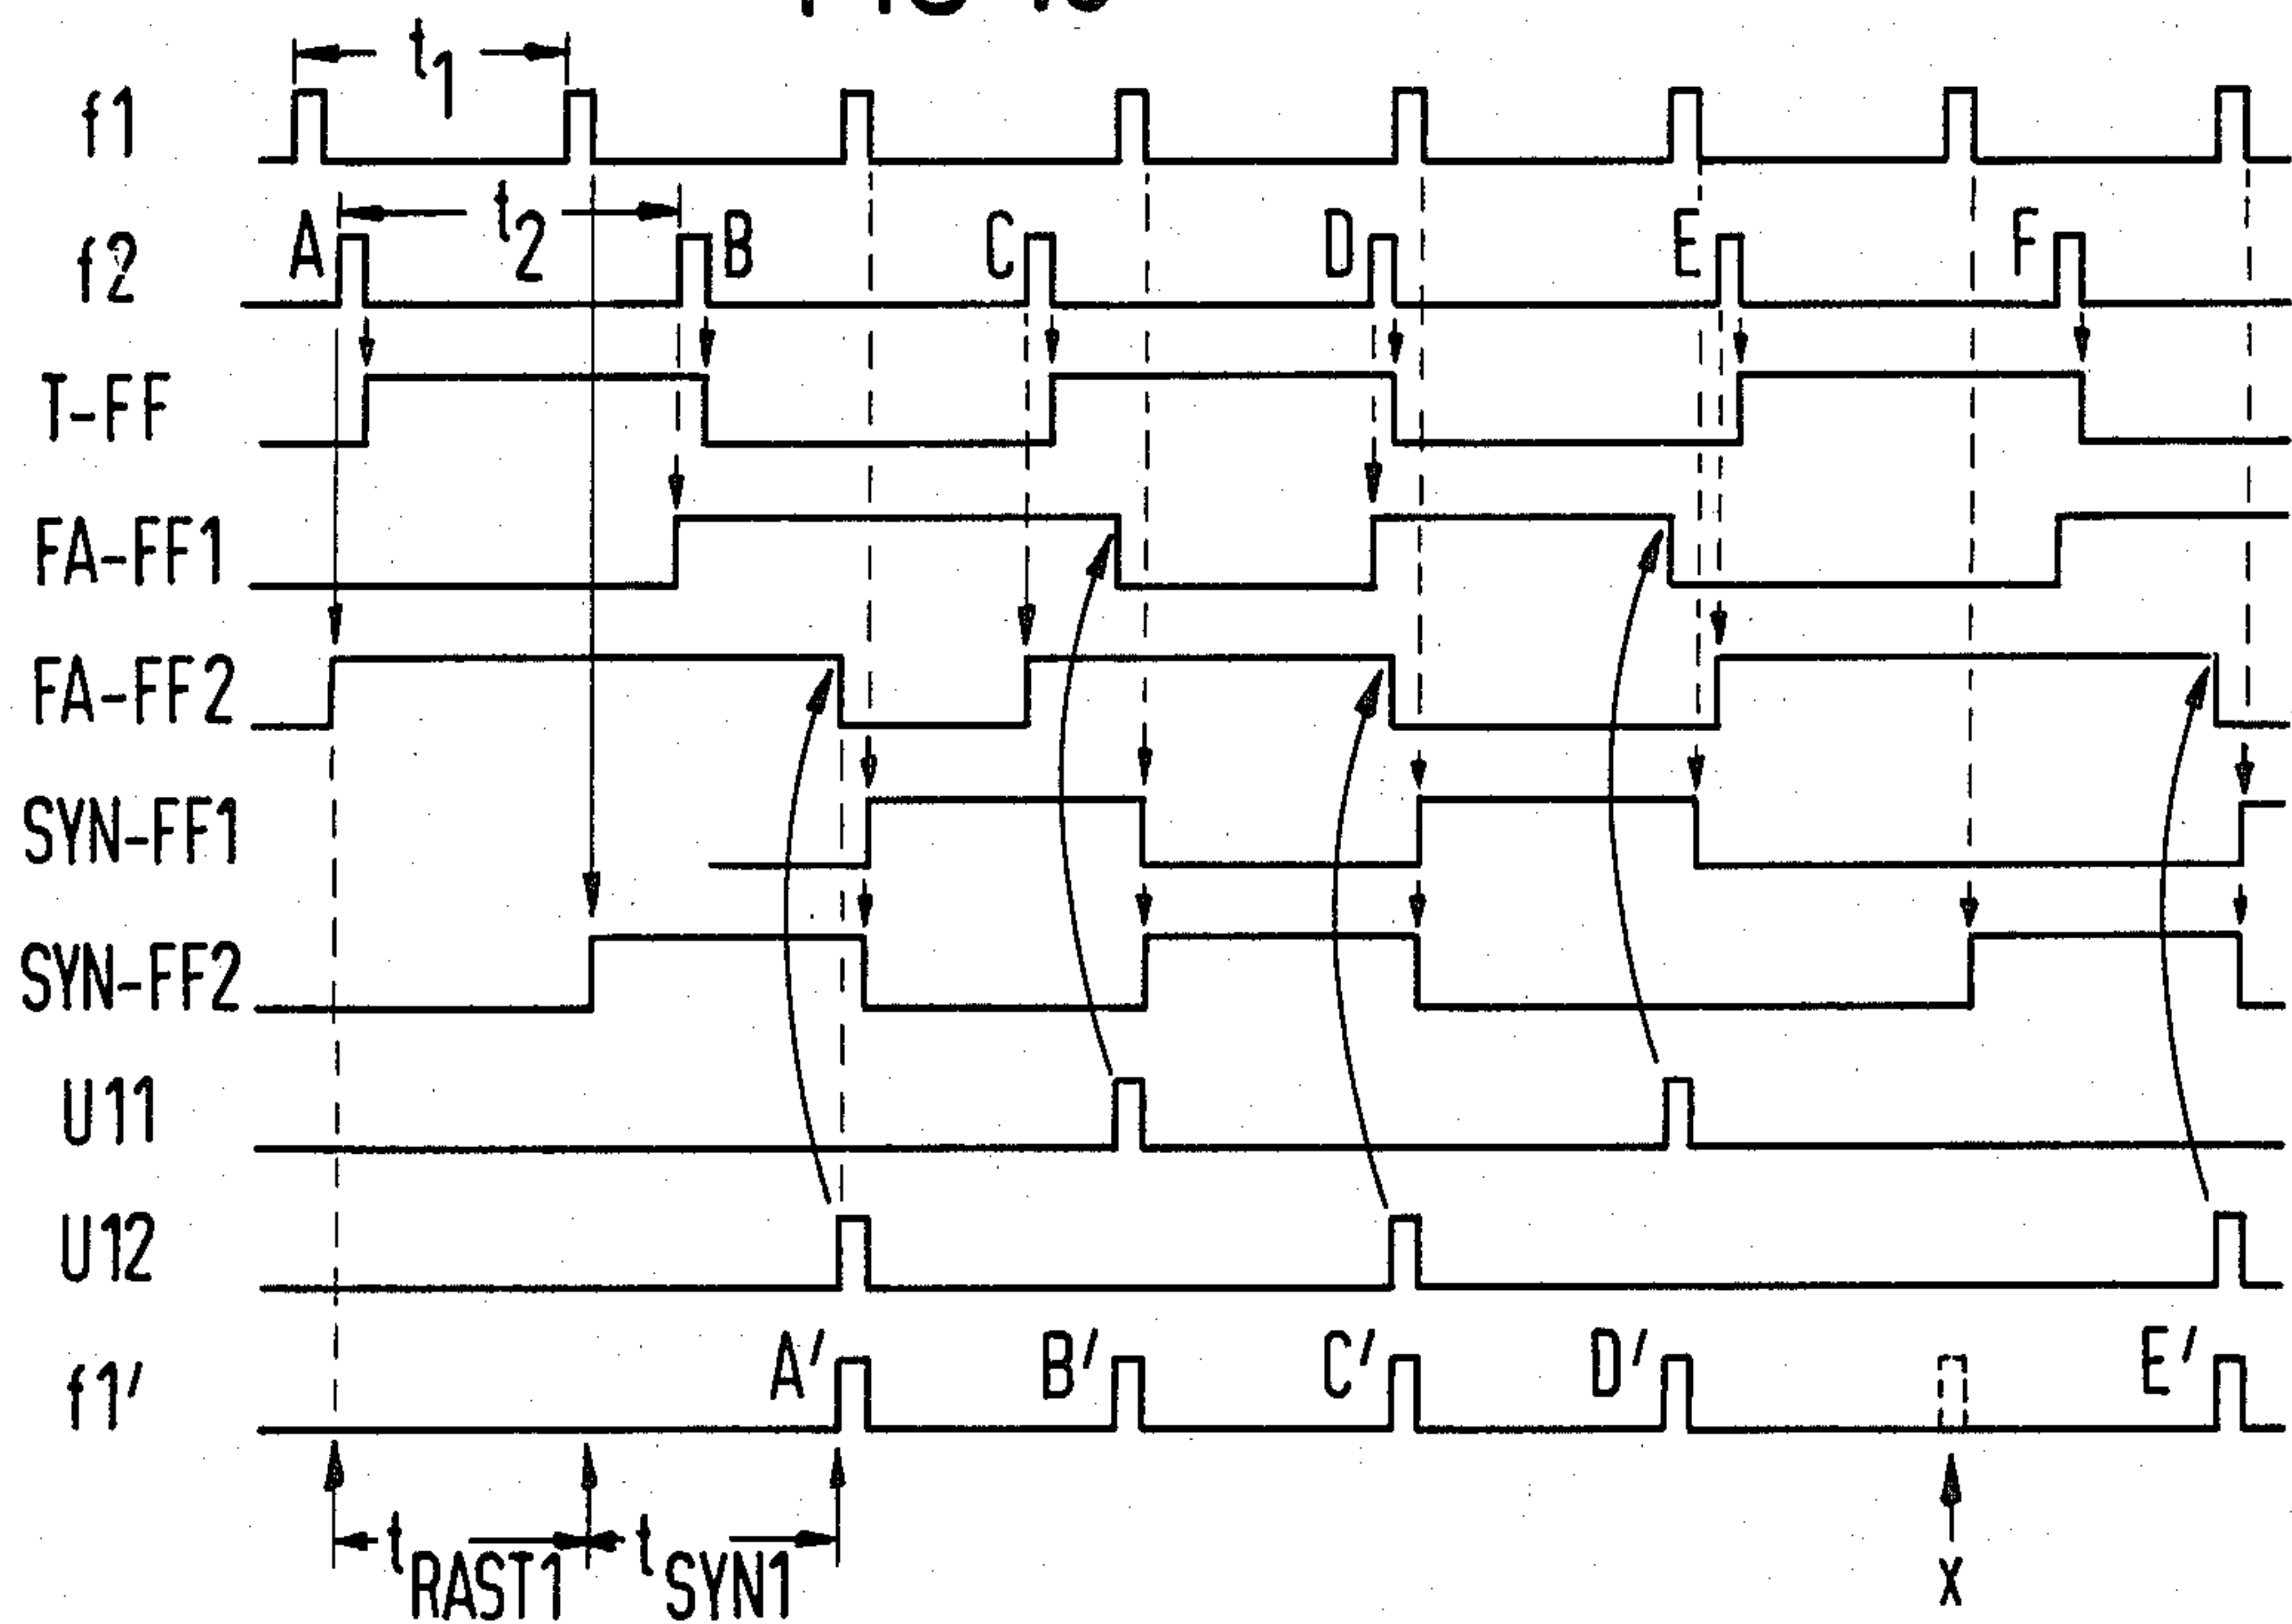 t1
f1
t2
A B C D E F
f2
T-FF
FA-FF1
FA-FF2
SYN-FF1
SYN-FF2
U11
U12
A' B' C' D' E'
f1'
tRAST1 tSYN1 x